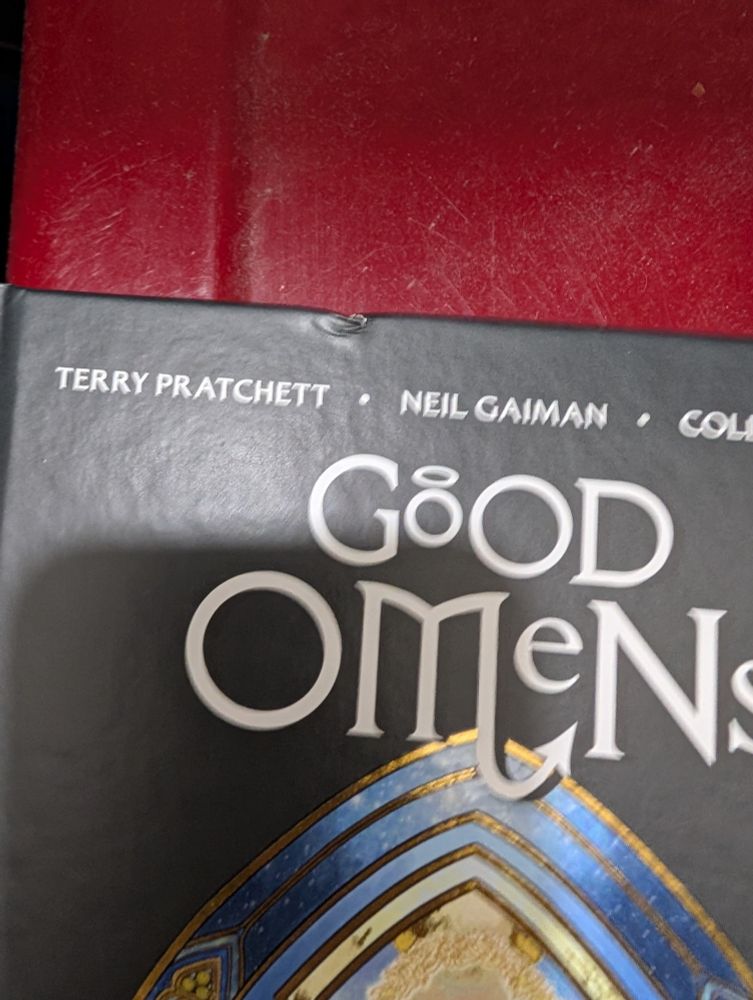 TERRY PRATCHETT • NEIL GAIMAN •
GOOD
OMENS